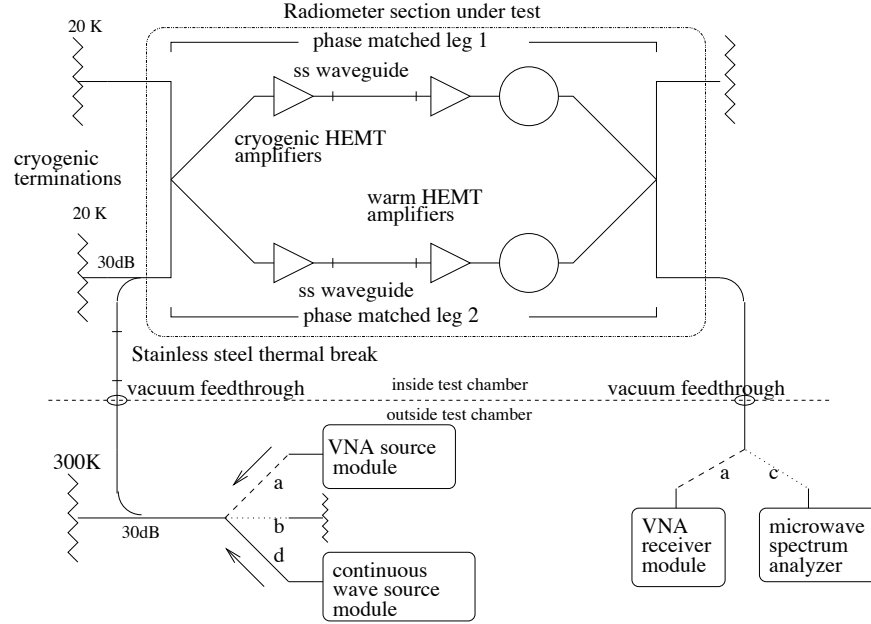 Radiometer section under test
20 K
phase matched leg 1
ss waveguide
cryogenic HEMT
amplifiers
cryogenic
terminations
warm HEMT
amplifiers
20 K
30dB
ss waveguide
phase matched leg 2
Stainless steel thermal break
vacuum feedthrough
inside test chamber
vacuum feedthrough
outside test chamber
300K
VNA source
module
a
a
c
b
30dB
d
VNA
receiver
module
microwave
spectrum
analyzer
continuous
wave source
module